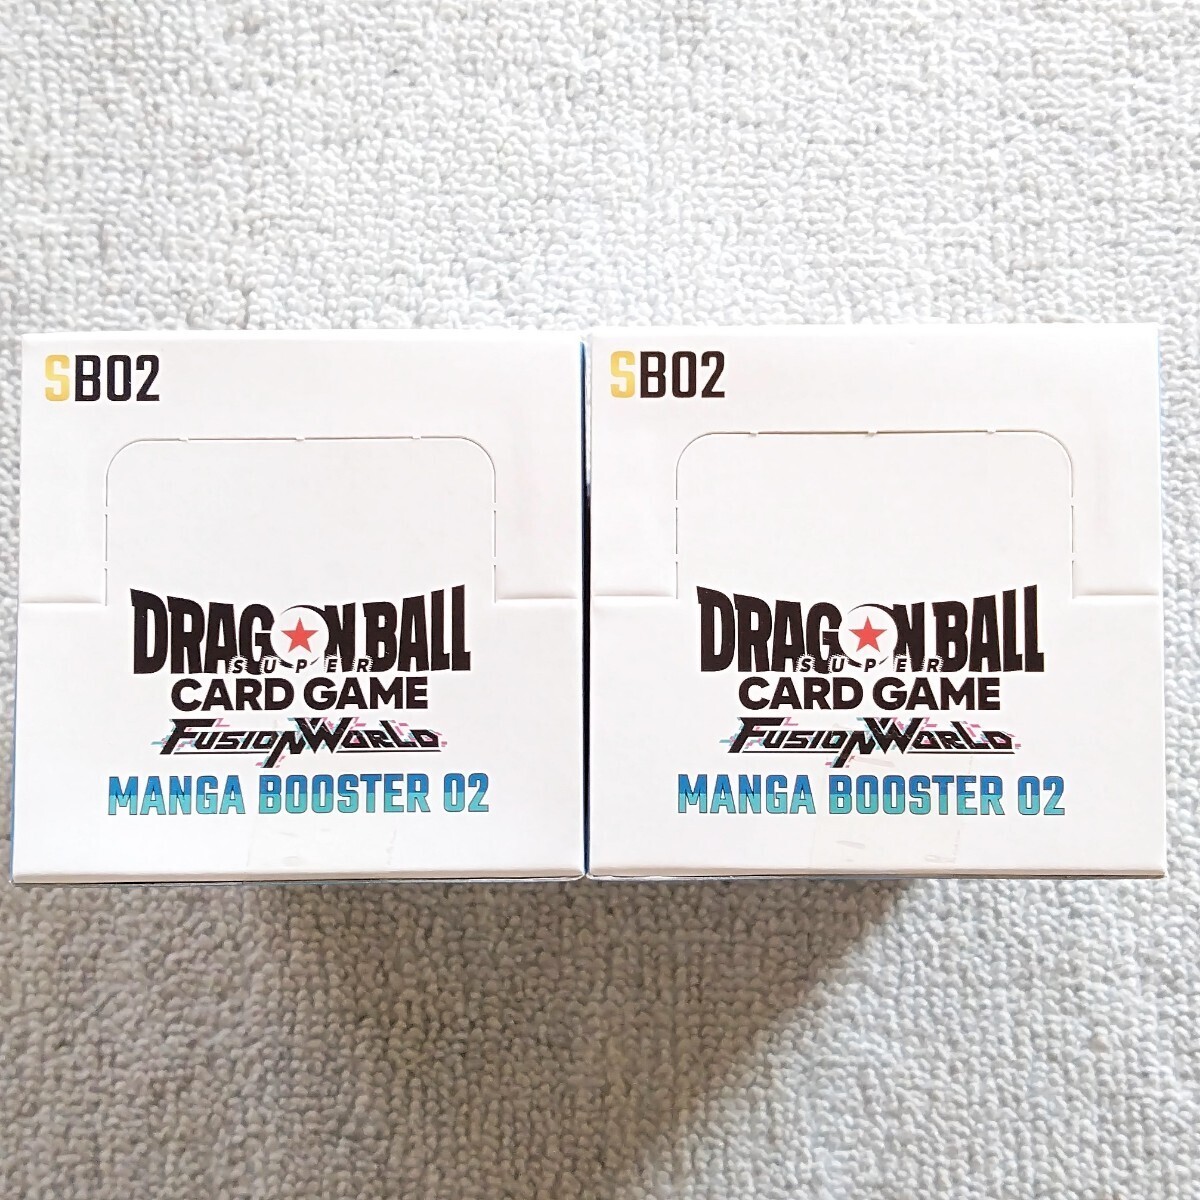 SB02
DRAGON BALL
SUPER
CARD GAME
FUSION WORLD
MANGA BOOSTER 02
SB02
DRAGON BALL
SUPER
CARD GAME
FUSION WORLD
MANGA BOOSTER 02